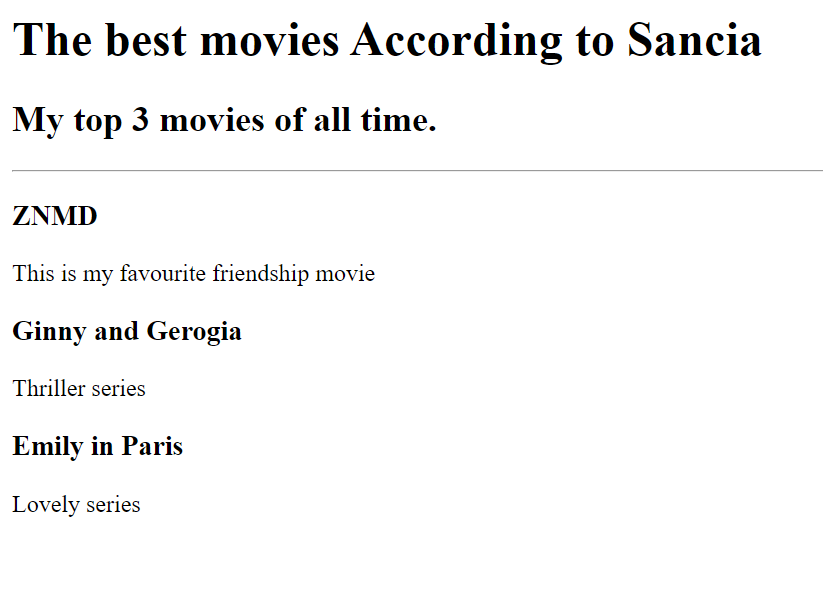 The best movies According to Sancia
My top 3 movies of all time.
ZNMD
This is my favourite friendship movie
Ginny and Gerogia
Thriller series
Emily in Paris
Lovely series